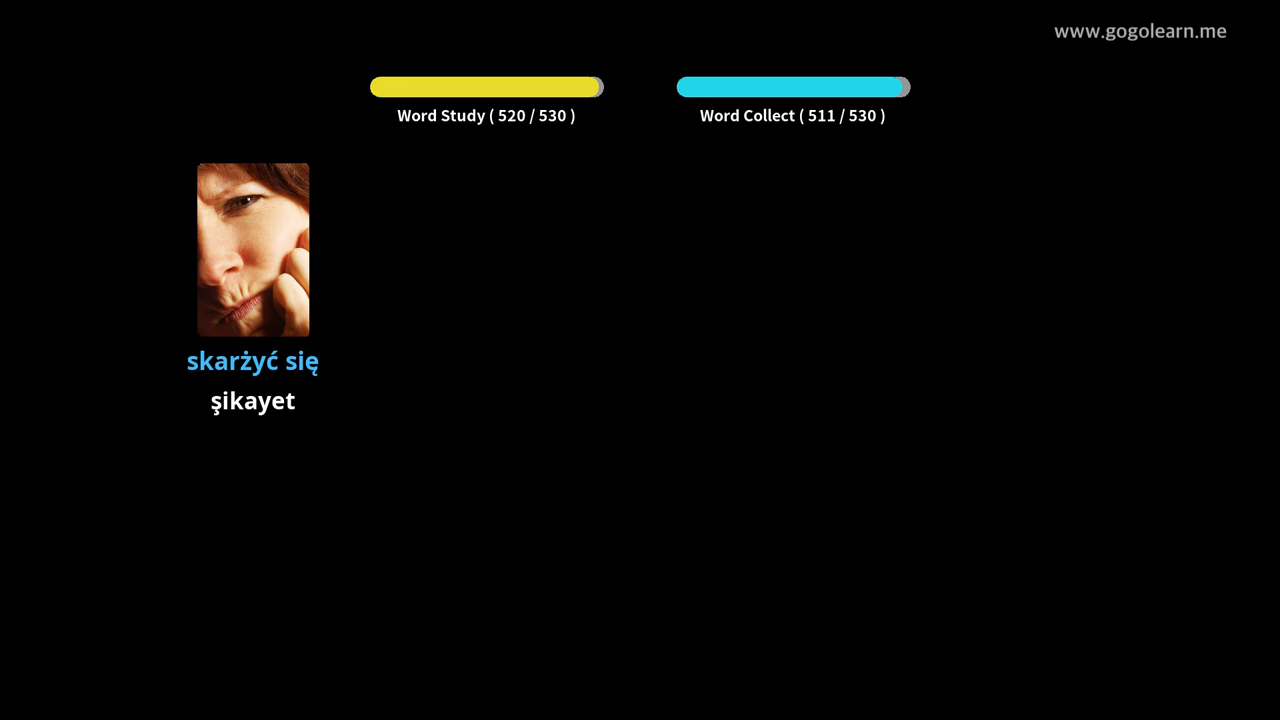 www.gogolearn.me
Word Study ( 520 / 530 )
Word Collect ( 511 / 530 )
skarżyć się
şikayet